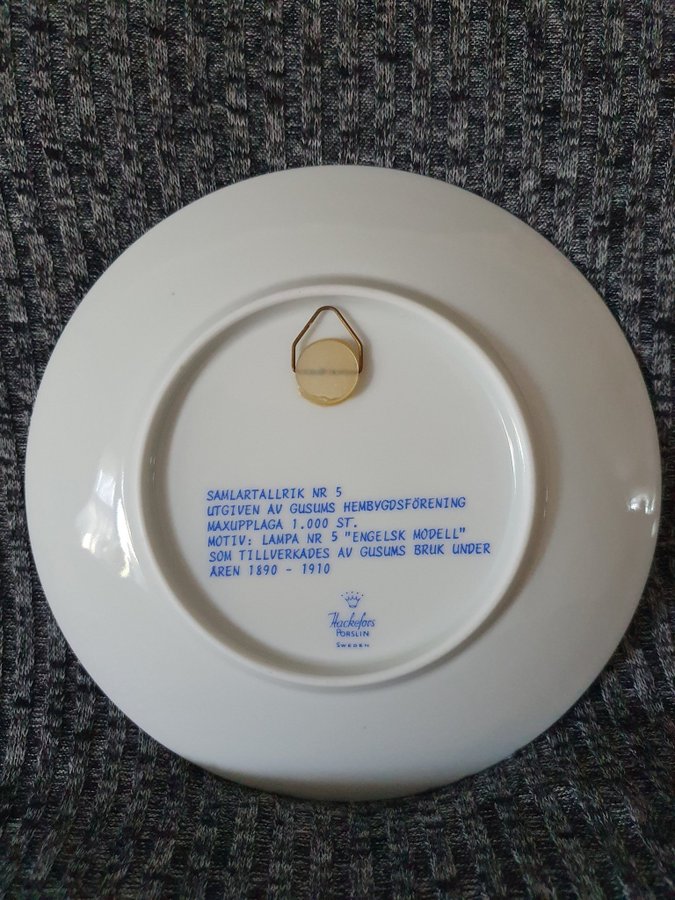 SAMLARTALLRIK NR 5
UTGIVEN AV GUSUMS HEMBYGDSFÖRENING
MAXUPPLAGA 1.000 ST.
MOTIV: LAMPA NR 5 "ENGELSK MODELL"
SOM TILLVERKADES AV GUSUMS BRUK UNDER
ÅREN 1890 - 1910
Hackefors
PORSLIN
SWEDEN